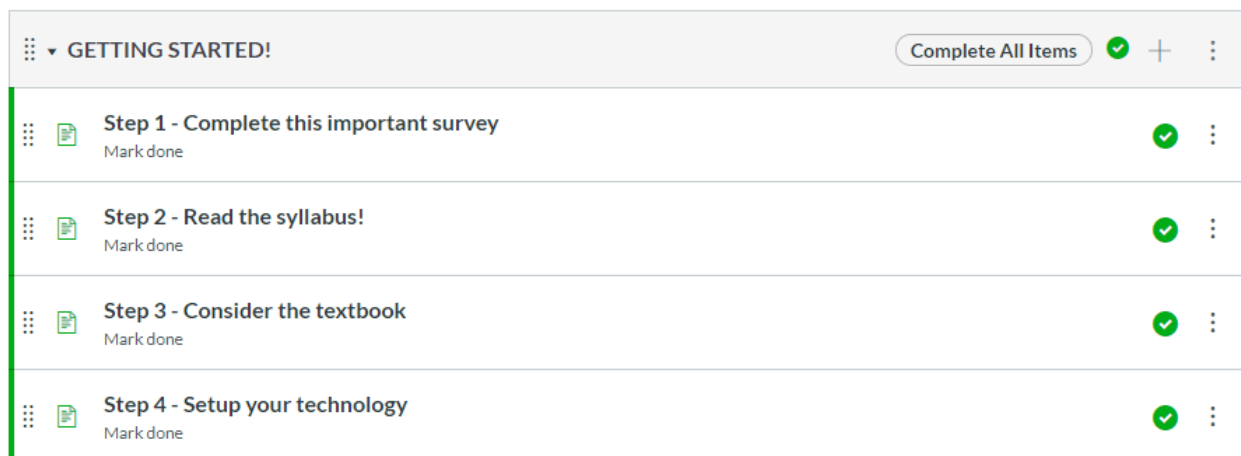 GETTING STARTED!
Complete All Items
Step 1 - Complete this important survey
Mark done
Step 2 - Read the syllabus!
Mark done
Step 3 - Consider the textbook
Mark done
Step 4 - Setup your technology
Mark done